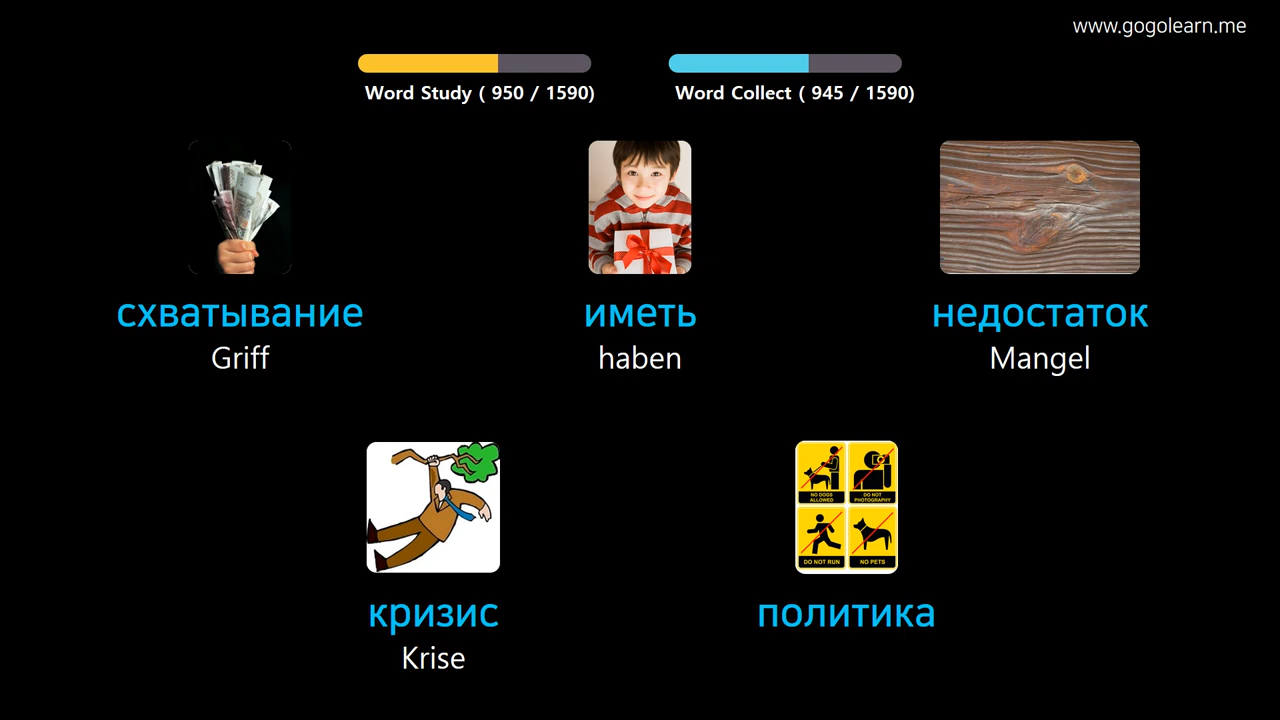 www.gogolearn.me
Word Study ( 950 / 1590)
Word Collect ( 945 / 1590)
схватывание
Griff
иметь
haben
недостаток
Mangel
кризис
Krise
NO DOGS
ALLOWED
DO NOT
PHOTOGRAPHY
DO NOT RUN
NO PETS
политика